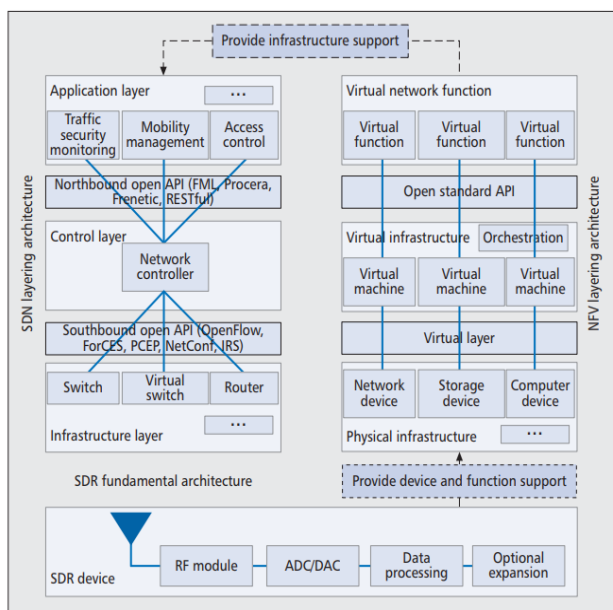 Provide infrastructure support
SDN layering architecture
Application layer
...
Traffic
security
monitoring
Mobility
management
Access
control
Northbound open API (FML, Procera,
Frenetic, RESTful)
Control layer
Network
controller
Southbound open API (OpenFlow,
ForCES, PCEP, NetConf, IRS)
Switch
Virtual
switch
Router
...
Infrastructure layer
NFV layering architecture
Virtual network function
Virtual
function
Virtual
function
Virtual
function
Open standard API
Virtual infrastructure
Orchestration
Virtual
machine
Virtual
machine
Virtual
machine
Virtual layer
Network
device
Storage
device
Computer
device
Physical infrastructure
...
SDR fundamental architecture
Provide device and function support
SDR device
RF module
ADC/DAC
Data
processing
Optional
expansion